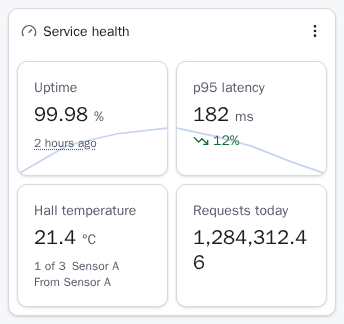 Service health
Uptime
99.98 %
2 hours ago
p95 latency
182 ms
12%
Hall temperature
21.4 °C
1 of 3 Sensor A
From Sensor A
Requests today
1,284,312.4
6